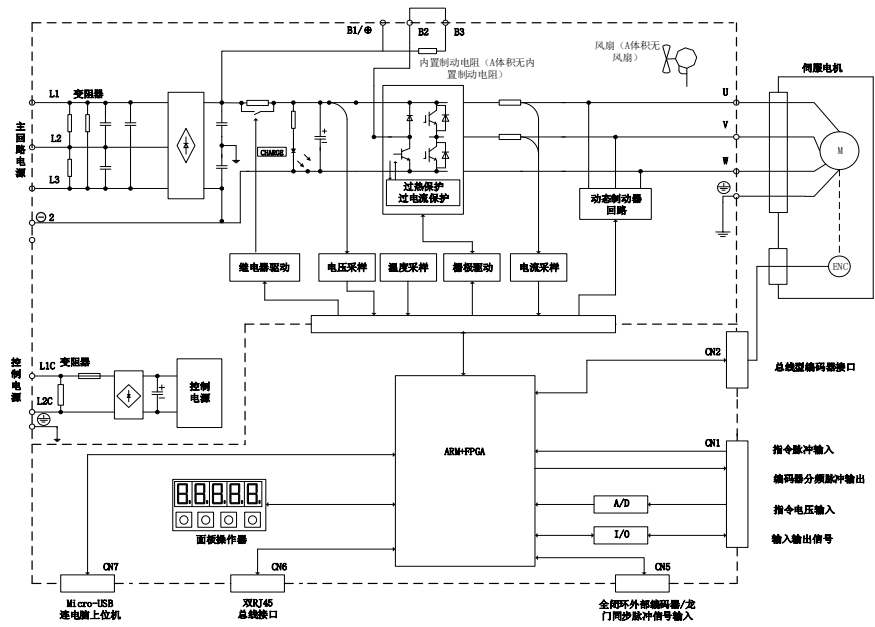 B1/⊕
B2
B3
内置制动电阻（A体积无内
置制动电阻）
风扇（A体积无
风扇）
伺服电机
L1
变阻器
U
主回路电源
L2
V
CHARGE
M
W
L3
过热保护
过电流保护
动态制动器
回路
⊖ 2
继电器驱动
电压采样
温度采样
栅极驱动
电流采样
ENC
控制电源
L1C
变阻器
CN2
总线型编码器接口
L2C
控制
电源
ARM+FPGA
CN1
指令脉冲输入
编码器分频脉冲输出
8.8.8.8.8.
A/D
指令电压输入
面板操作器
I/O
输入输出信号
CN7
CN6
CN5
Micro-USB
连电脑上位机
双RJ45
总线接口
全闭环外部编码器/龙
门同步脉冲信号输入